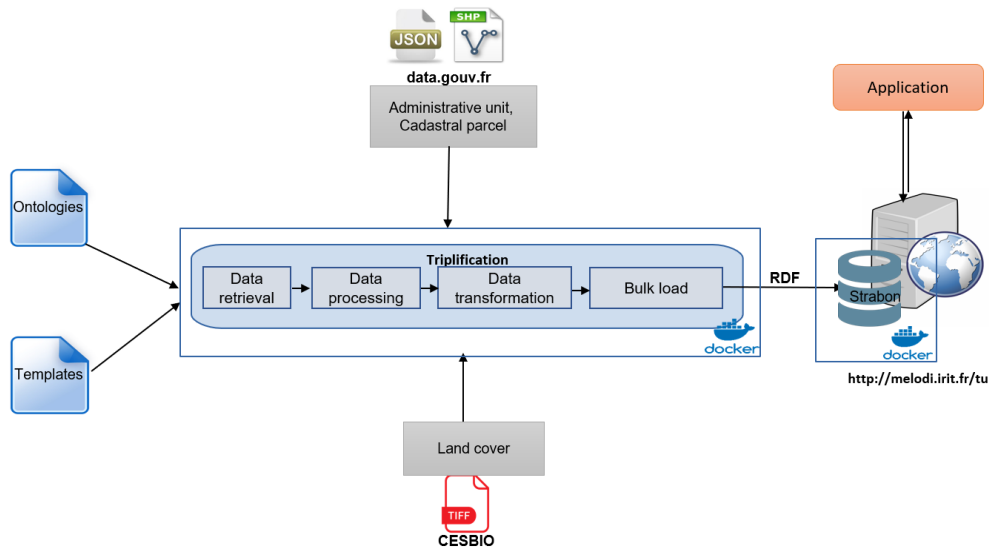 JSON
SHP
data.gouv.fr
Administrative unit,
Cadastral parcel
Application
Ontologies
Triplification
Data
retrieval
Data
processing
Data
transformation
Bulk load
docker
RDF
Strabon
docker
http://melodi.irit.fr/tu
Templates
Land cover
TIFF
CESBIO